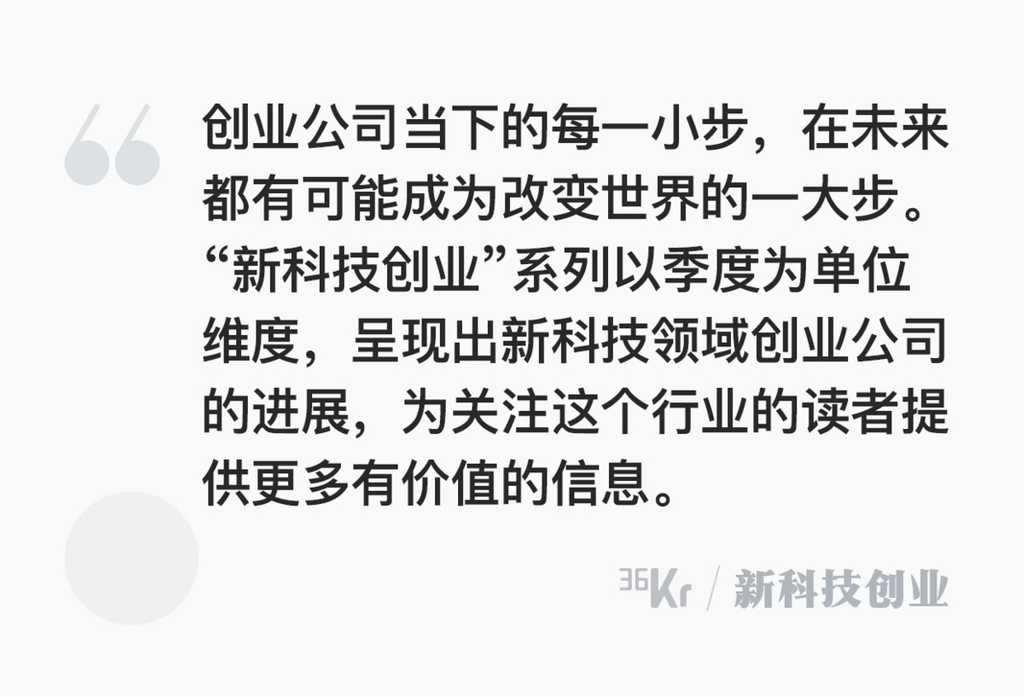 创业公司当下的每一小步，在未来
都有可能成为改变世界的一大步。
“新科技创业”系列以季度为单位
维度，呈现出新科技领域创业公司
的进展，为关注这个行业的读者提
供更多有价值的信息。
36Kr / 新科技创业